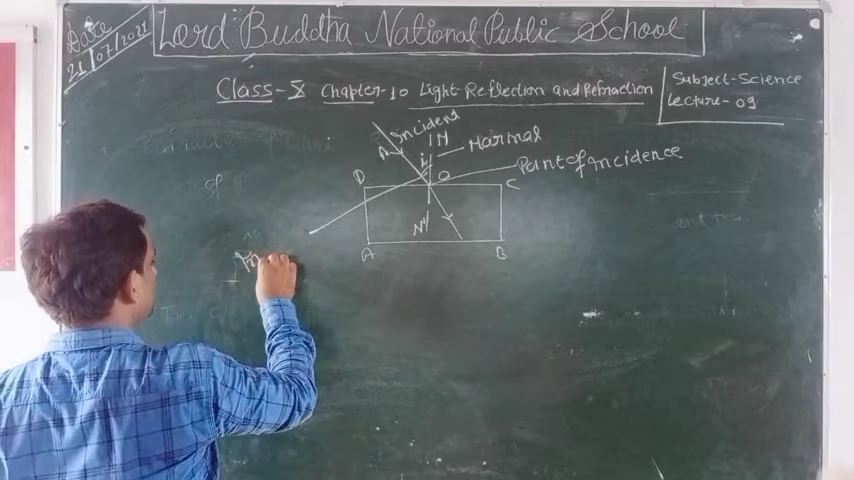 Date
21/07/2021
Lord Buddha National Public School
Class-X Chapter-10 Light-Reflection and Refraction
Subject-Science
Lecture-09
Incident
N
Normal
A
i
Point of incidence
D
O
C
N'
A
B